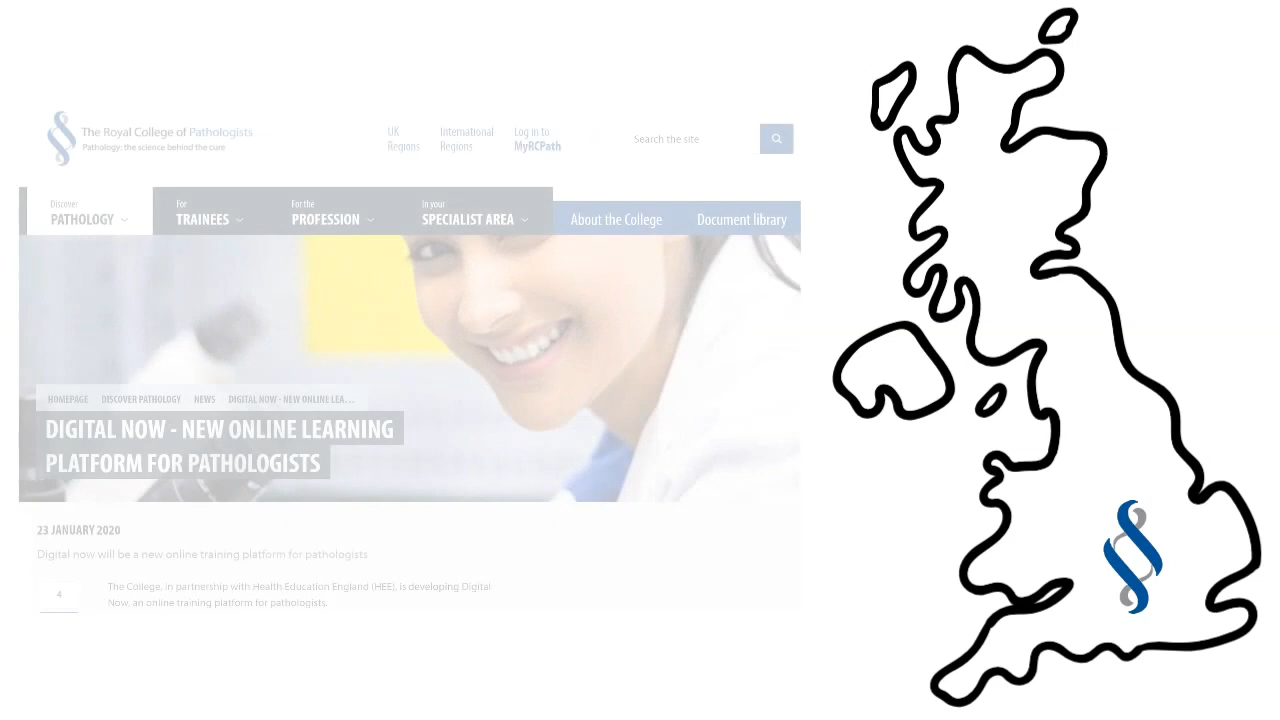 The Royal College of Pathologists
Pathology: the science behind the cure
UK
Regions
International
Regions
Log in to
MyRCPath
Search the site
Discover
PATHOLOGY
For
TRAINEES
For the
PROFESSION
In your
SPECIALIST AREA
About the College
Document library
HOMEPAGE DISCOVER PATHOLOGY NEWS DIGITAL NOW - NEW ONLINE LEA...
DIGITAL NOW - NEW ONLINE LEARNING
PLATFORM FOR PATHOLOGISTS
23 JANUARY 2020
Digital now will be a new online training platform for pathologists
4
The College, in partnership with Health Education England (HEE), is developing Digital
Now, an online training platform for pathologists.